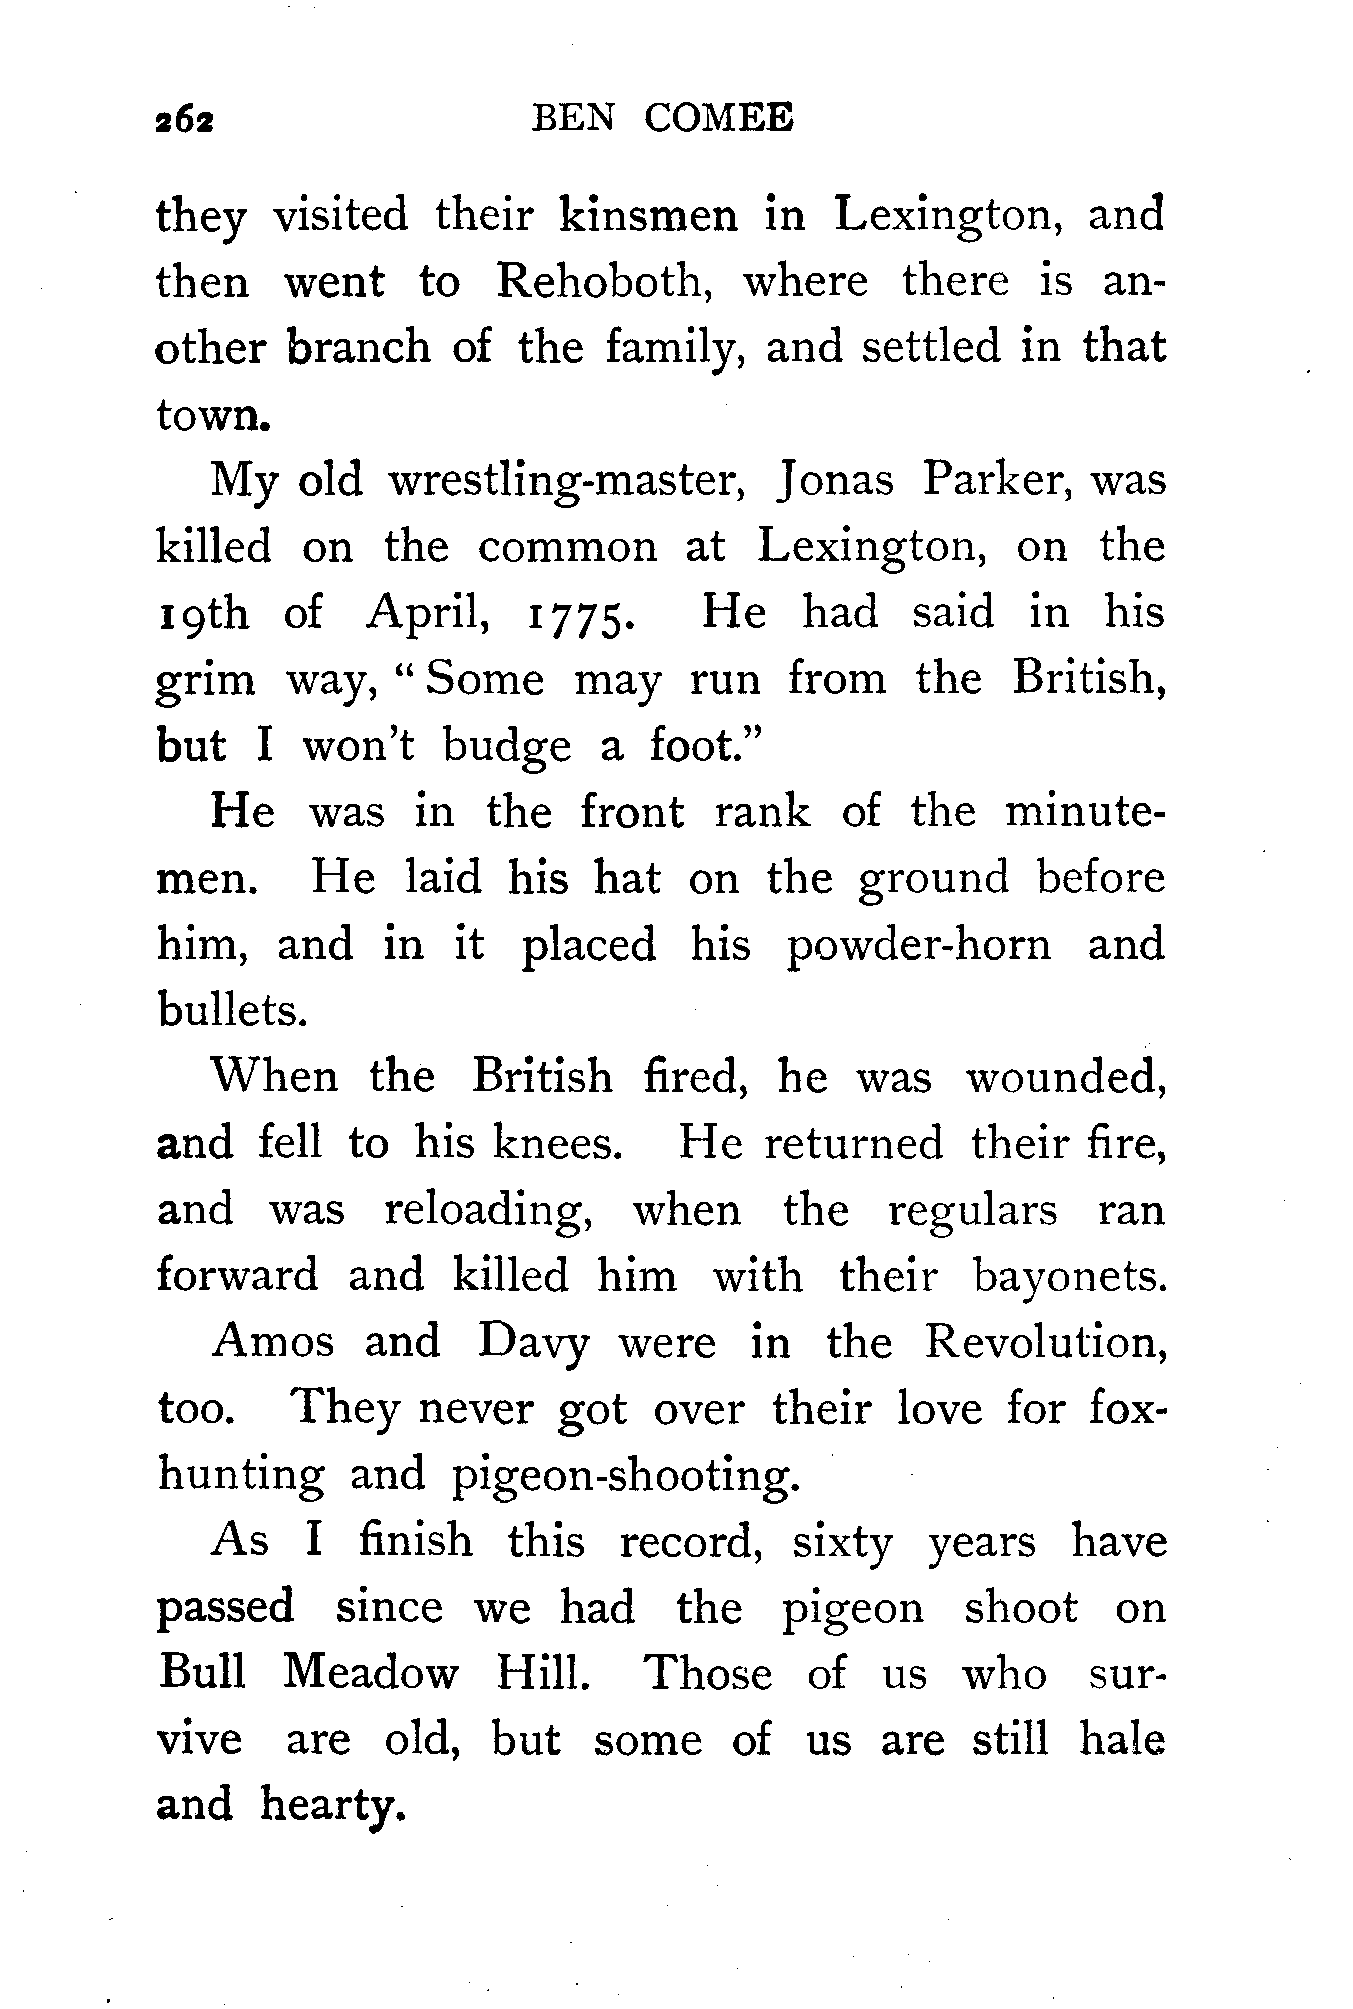 262 BEN COMEE
they visited their kinsmen in Lexington, and
then went to Rehoboth, where there is an-
other branch of the family, and settled in that
town.
My old wrestling-master, Jonas Parker, was
killed on the common at Lexington, on the
19th of April, 1775. He had said in his
grim way, “Some may run from the British,
but I won't budge a foot.”
He was in the front rank of the minute-
men. He laid his hat on the ground before
him, and in it placed his powder-horn and
bullets.
When the British fired, he was wounded,
and fell to his knees. He returned their fire,
and was reloading, when the regulars ran
forward and killed him with their bayonets.
Amos and Davy were in the Revolution,
too. They never got over their love for fox-
hunting and pigeon-shooting.
As I finish this record, sixty years have
passed since we had the pigeon shoot on
Bull Meadow Hill. Those of us who sur-
vive are old, but some of us are still hale
and hearty.